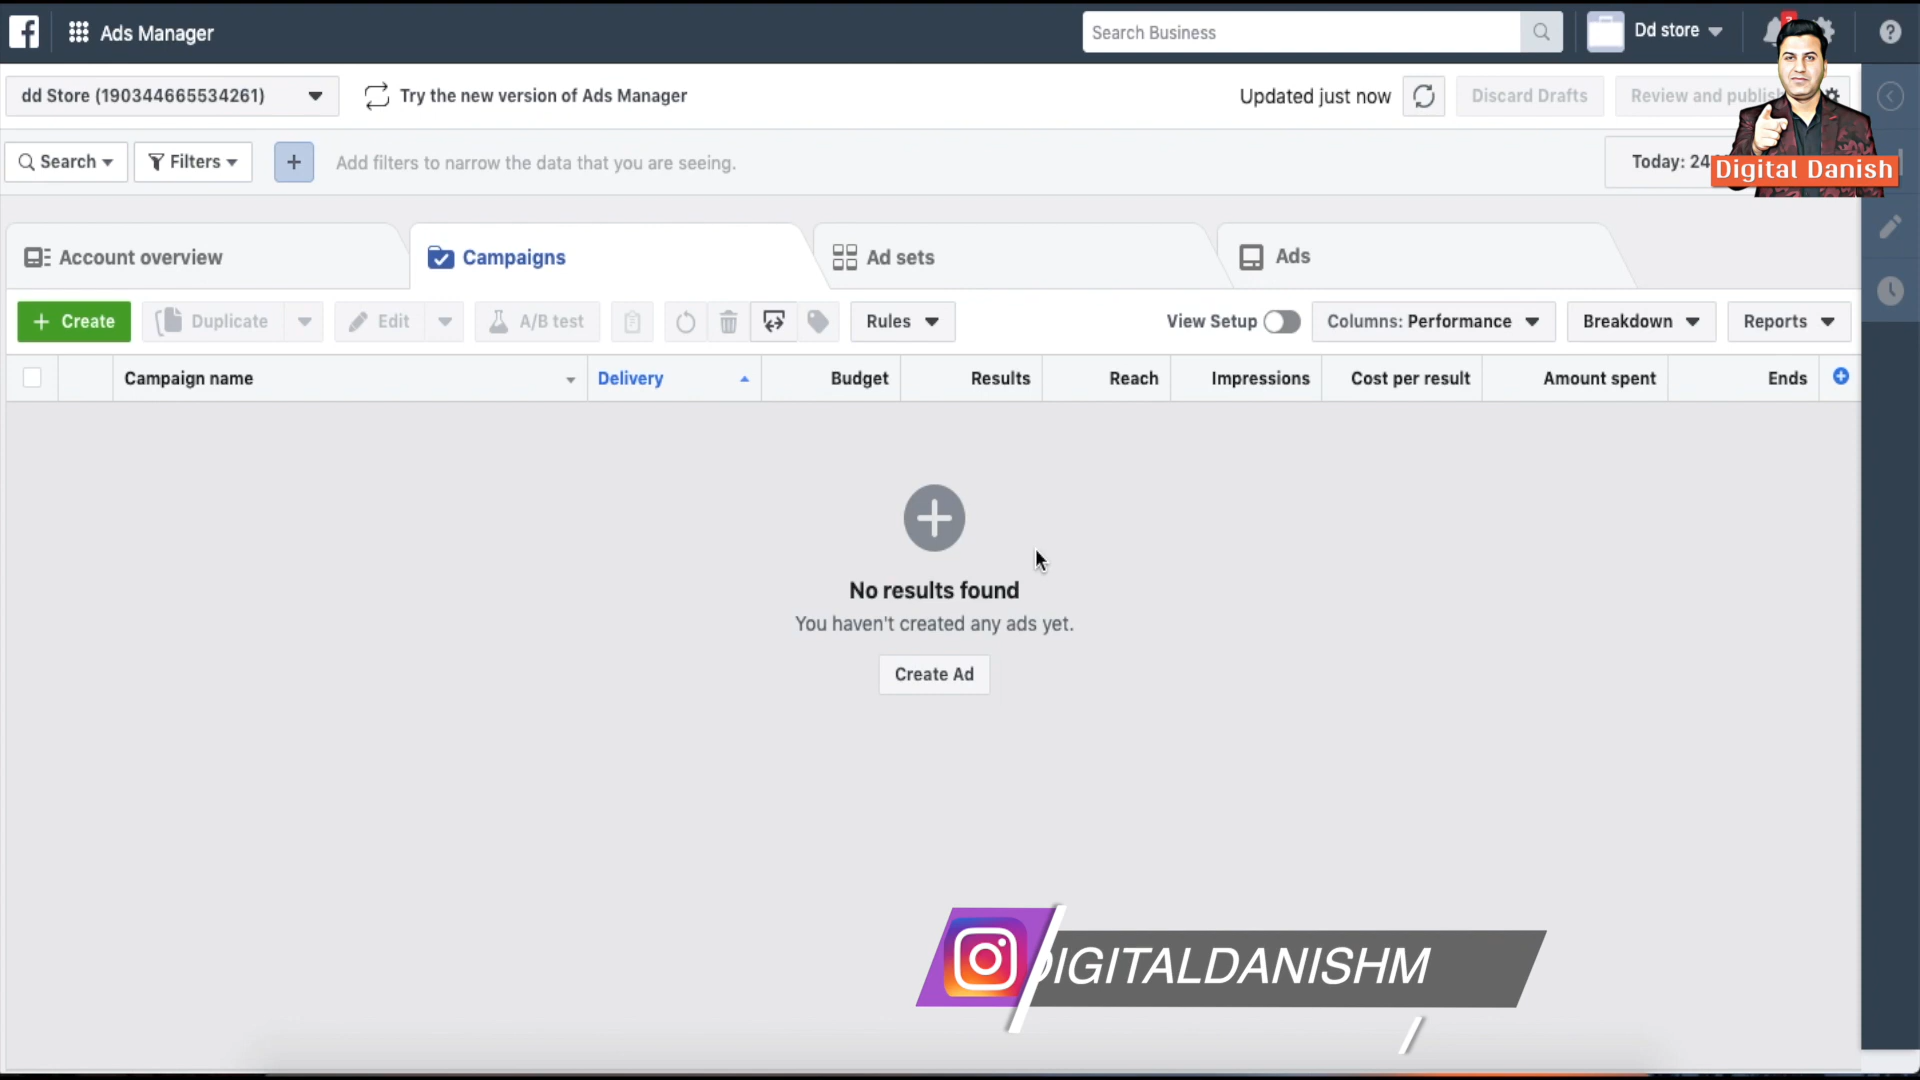 Ads Manager
Search Business
Dd store
dd Store (190344665534261)
Try the new version of Ads Manager
Updated just now
Discard Drafts
Review and publish
Search
Filters
Add filters to narrow the data that you are seeing.
Today: 24
Digital Danish
Account overview
Campaigns
Ad sets
Ads
Create
Duplicate
Edit
A/B test
Rules
View Setup
Columns: Performance
Breakdown
Reports
Campaign name
Delivery
Budget
Results
Reach
Impressions
Cost per result
Amount spent
Ends
No results found
You haven't created any ads yet.
Create Ad
DIGITALDANISHM